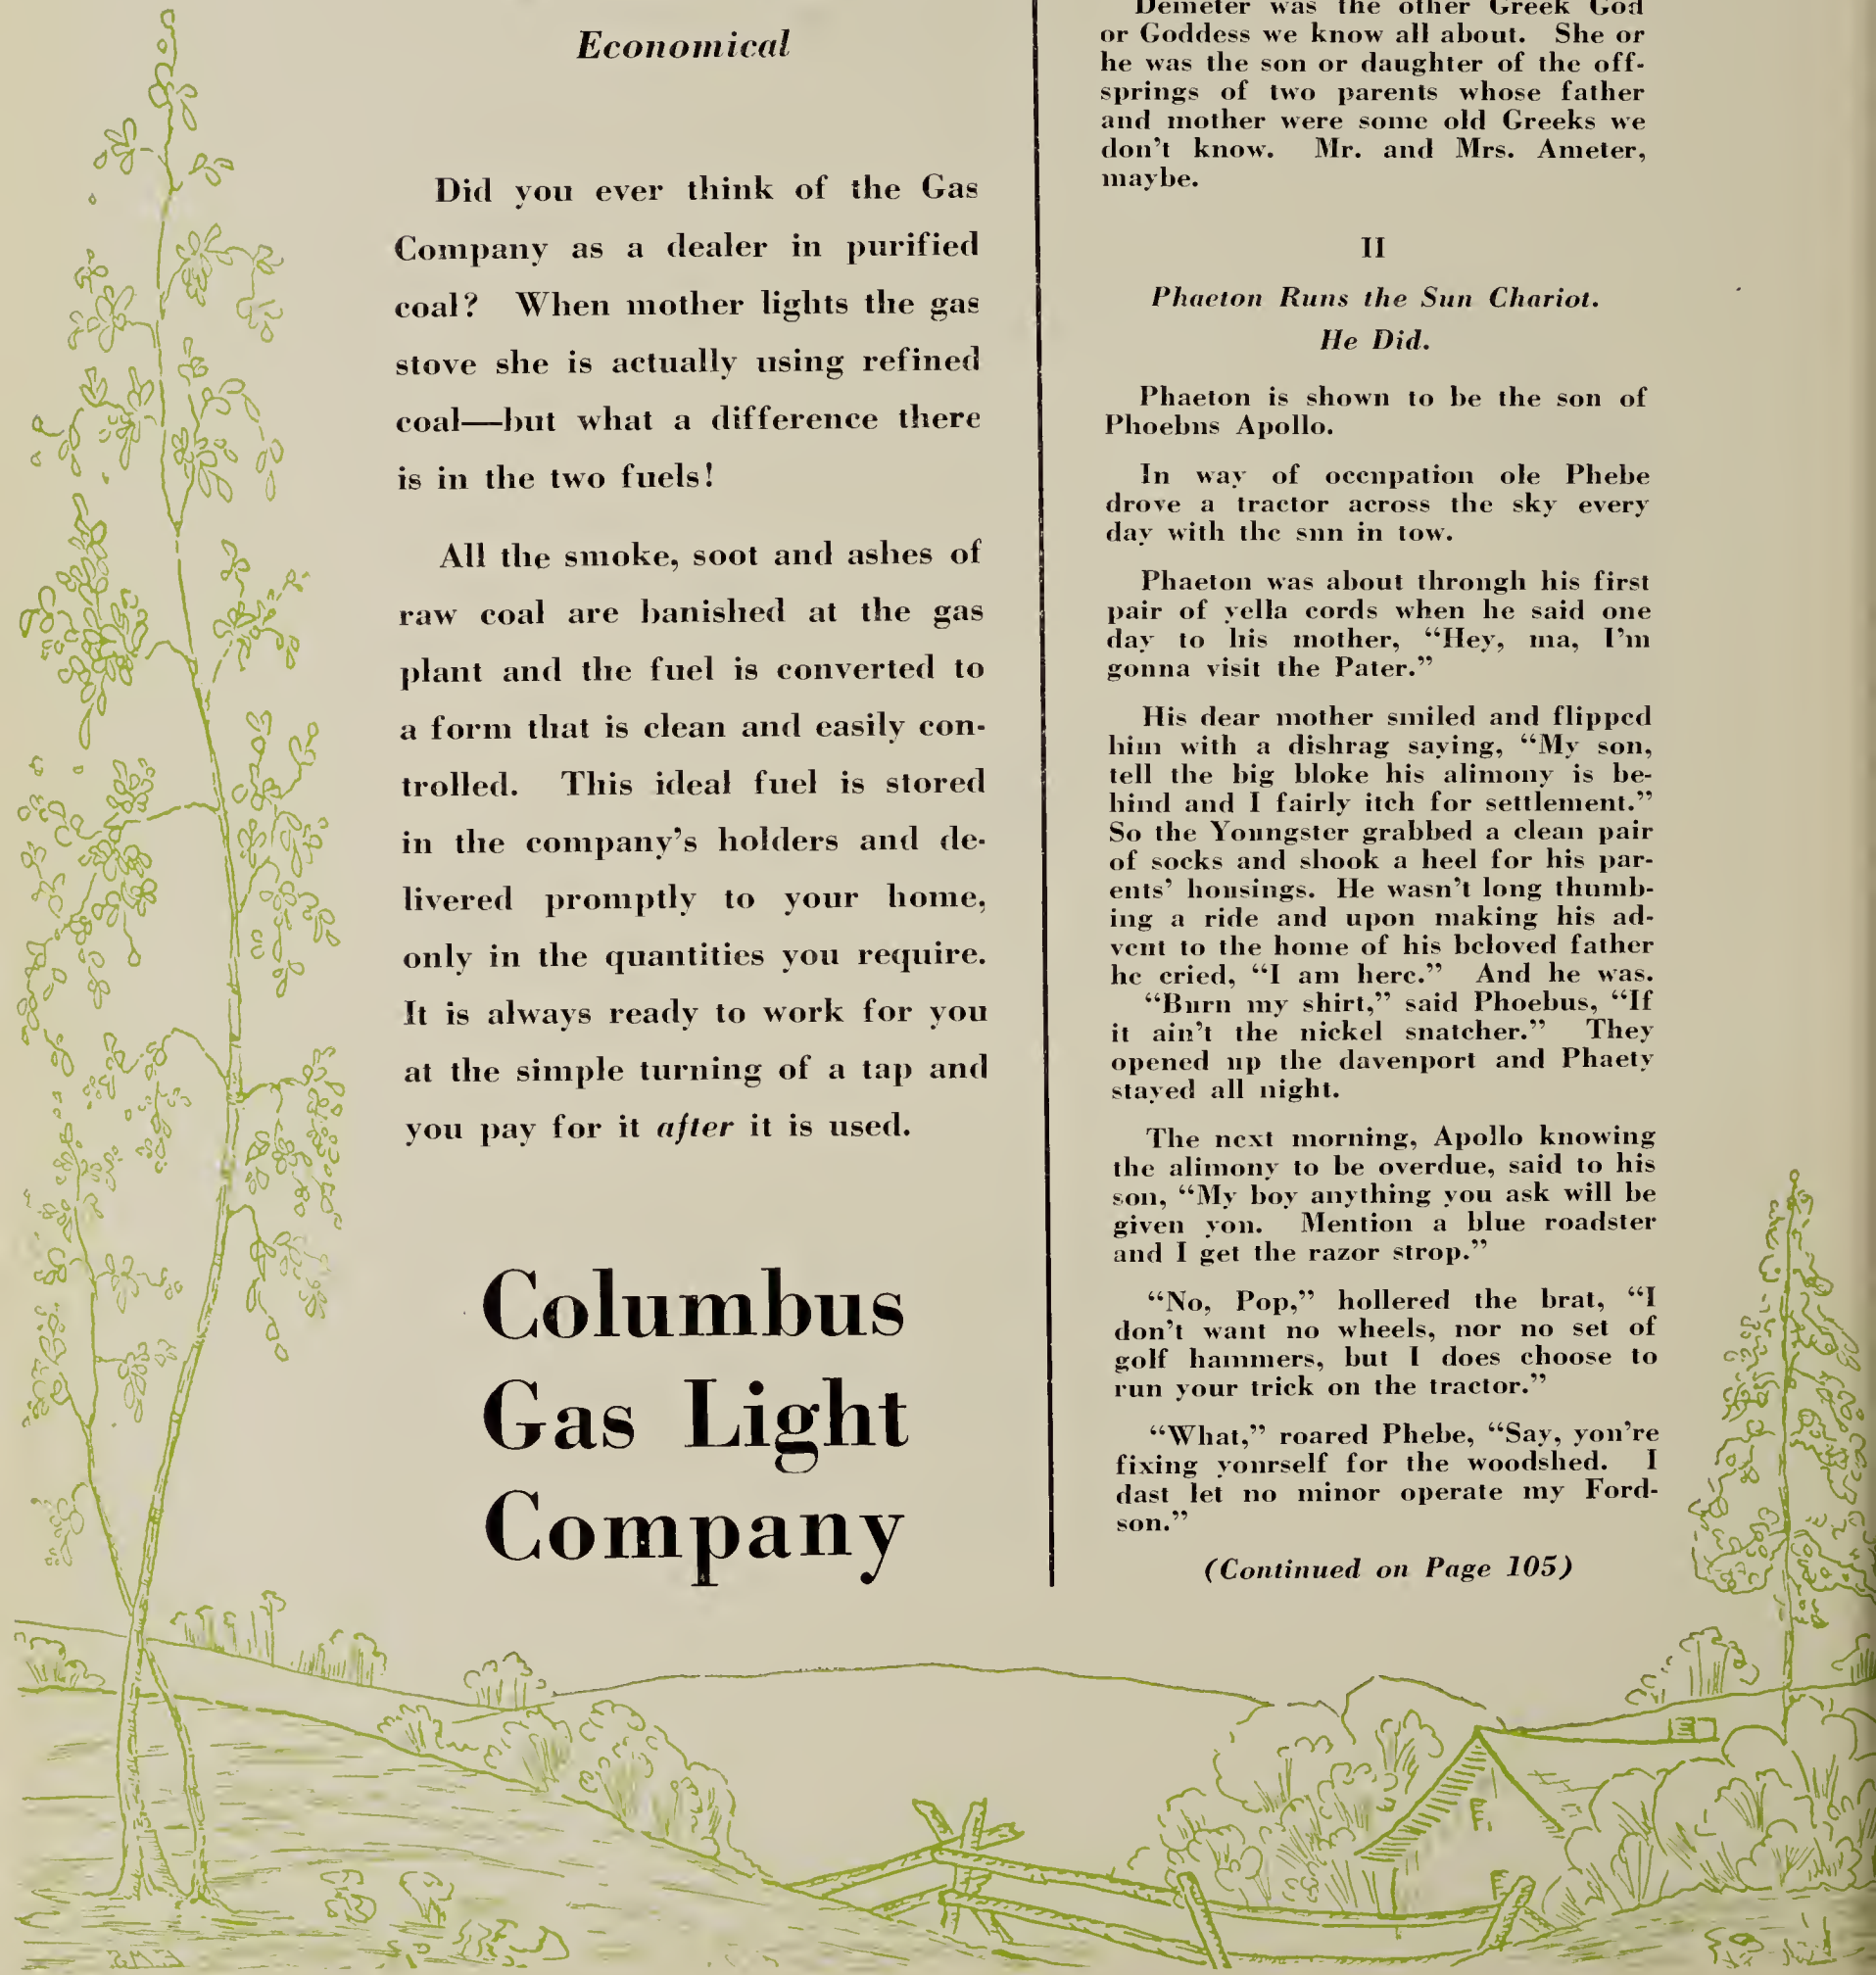 Economical
Did you ever think of the Gas
Company as a dealer in purified
coal? When mother lights the gas
stove she is actually using refined
coal—but what a difference there
is in the two fuels!
All the smoke, soot and ashes of
raw coal are banished at the gas
plant and the fuel is converted to
a form that is clean and easily con-
trolled. This ideal fuel is stored
in the company's holders and de-
livered promptly to your home,
only in the quantities you require.
It is always ready to work for you
at the simple turning of a tap and
you pay for it after it is used.
Columbus
Gas Light
Company
Demeter was the other Greek God
or Goddess we know all about. She or
he was the son or daughter of the off-
springs of two parents whose father
and mother were some old Greeks we
don't know. Mr. and Mrs. Ameter,
maybe.
II
Phaeton Runs the Sun Chariot.
He Did.
Phaeton is shown to be the son of
Phoebus Apollo.
In way of occupation ole Phebe
drove a tractor across the sky every
day with the sun in tow.
Phaeton was about through his first
pair of yella cords when he said one
day to his mother, “Hey, ma, I'm
gonna visit the Pater.”
His dear mother smiled and flipped
him with a dishrag saying, “My son,
tell the big bloke his alimony is be-
hind and I fairly itch for settlement.”
So the Youngster grabbed a clean pair
of socks and shook a heel for his par-
ents' housings. He wasn't long thumb-
ing a ride and upon making his ad-
vent to the home of his beloved father
he cried, “I am here.” And he was.
“Burn my shirt,” said Phoebus, “If
it ain't the nickel snatcher.” They
opened up the davenport and Phaety
stayed all night.
The next morning, Apollo knowing
the alimony to be overdue, said to his
son, “My boy anything you ask will be
given you. Mention a blue roadster
and I get the razor strop.”
“No, Pop,” hollered the brat, “I
don't want no wheels, nor no set of
golf hammers, but I does choose to
run your trick on the tractor.”
“What,” roared Phebe, “Say, you're
fixing yourself for the woodshed. I
dast let no minor operate my Ford-
son.”
(Continued on Page 105)